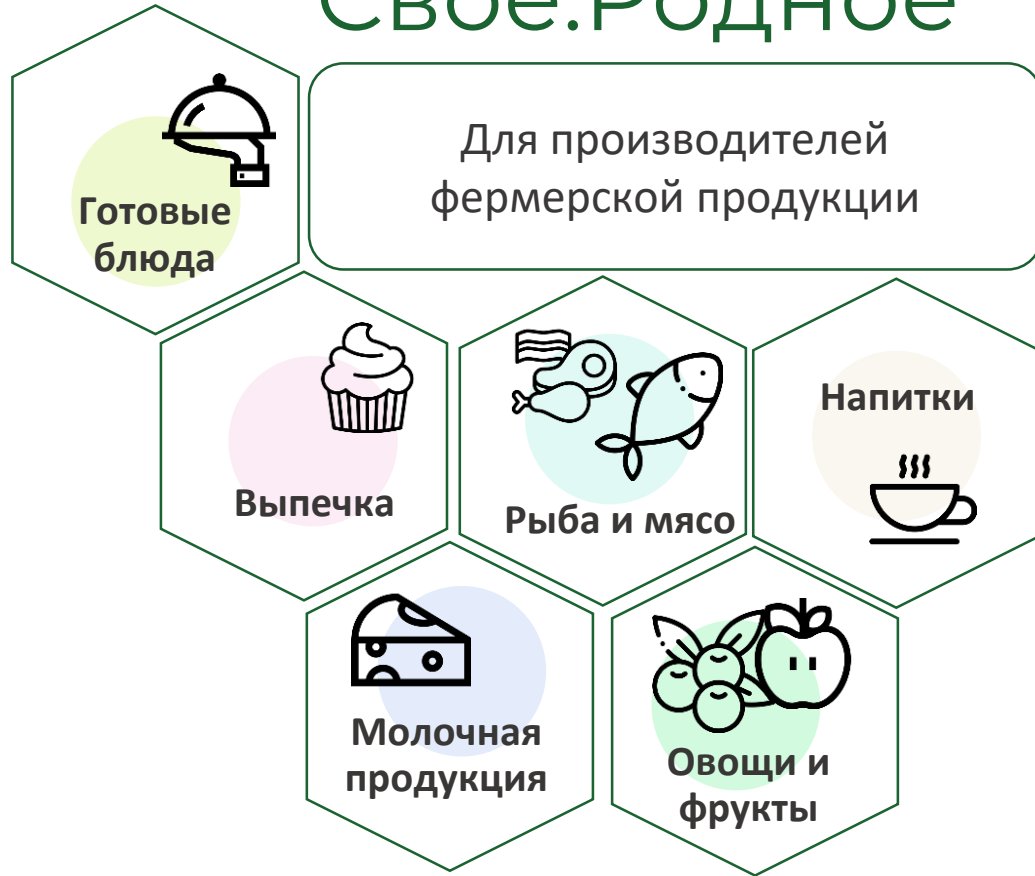 Свое.Родное
Для производителей
фермерской продукции
Готовые
блюда
Выпечка
Рыба и мясо
Напитки
Молочная
продукция
Овощи и
фрукты